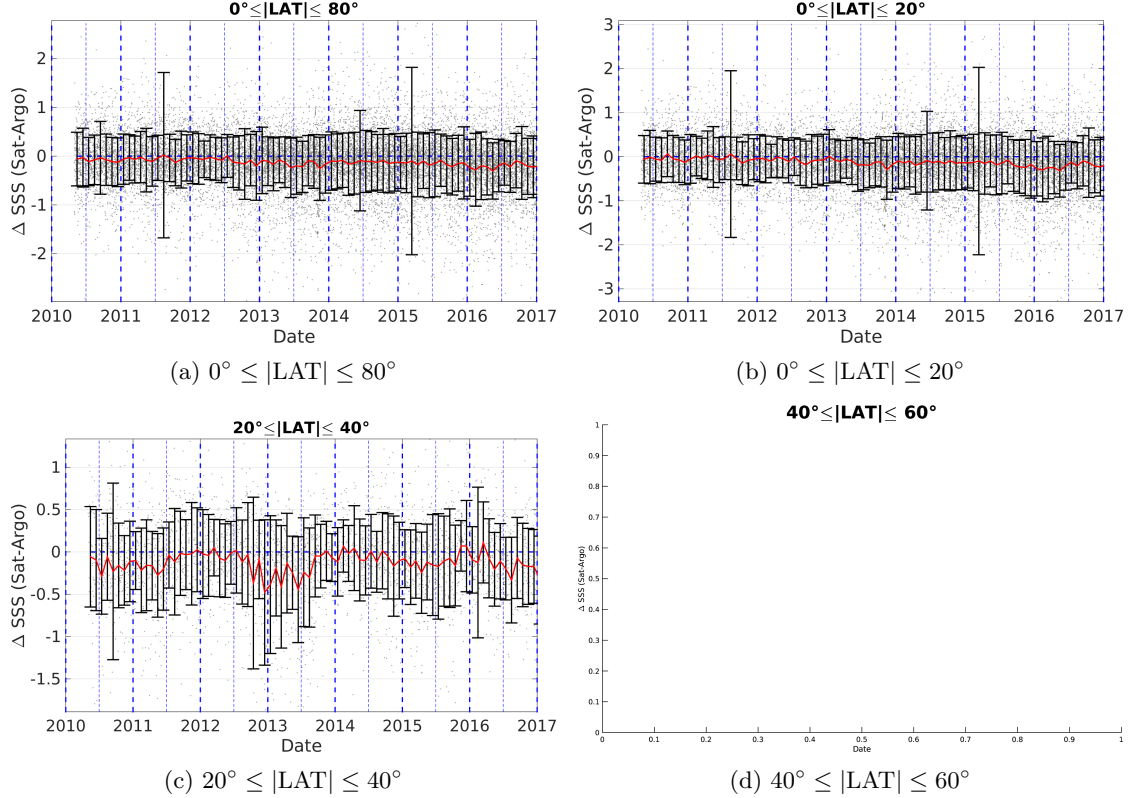 0°≤|LAT|≤ 80°
Δ SSS (Sat-Argo)
2
1
0
-1
-2
2010 2011 2012 2013 2014 2015 2016 2017
Date
(a) 0° ≤ |LAT| ≤ 80°
0°≤|LAT|≤ 20°
Δ SSS (Sat-Argo)
3
2
1
0
-1
-2
-3
2010 2011 2012 2013 2014 2015 2016 2017
Date
(b) 0° ≤ |LAT| ≤ 20°
20°≤|LAT|≤ 40°
Δ SSS (Sat-Argo)
1
0.5
0
-0.5
-1
-1.5
2010 2011 2012 2013 2014 2015 2016 2017
Date
(c) 20° ≤ |LAT| ≤ 40°
40°≤|LAT|≤ 60°
Δ SSS (Sat-Argo)
1
0.9
0.8
0.7
0.6
0.5
0.4
0.3
0.2
0.1
0
0 0.1 0.2 0.3 0.4 0.5 0.6 0.7 0.8 0.9 1
Date
(d) 40° ≤ |LAT| ≤ 60°